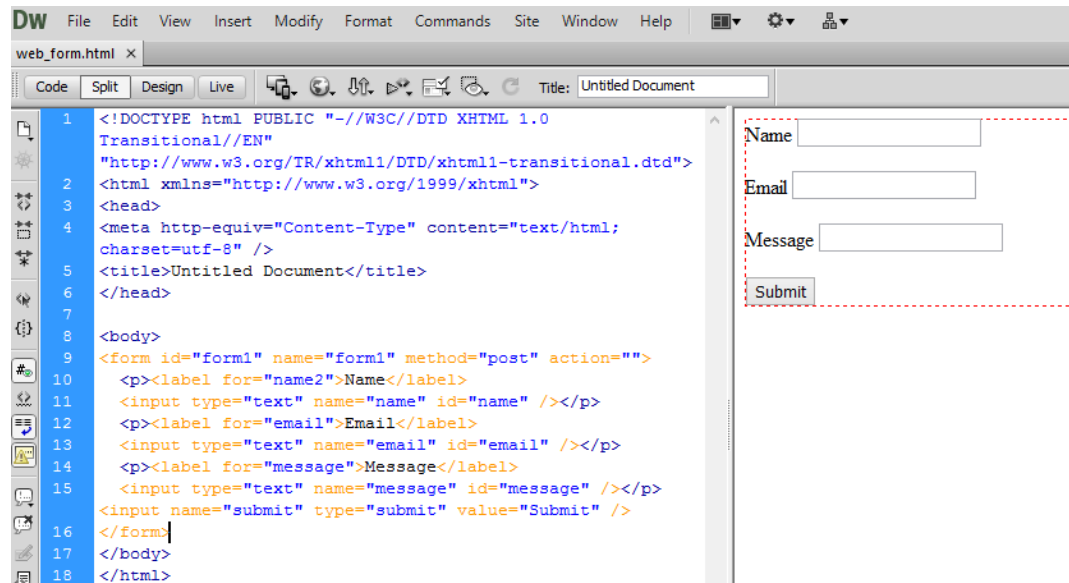 DW File Edit View Insert Modify Format Commands Site Window Help
web_form.html ×
Code Split Design Live Title: Untitled Document
1 <!DOCTYPE html PUBLIC "-//W3C//DTD XHTML 1.0
Transitional//EN"
"http://www.w3.org/TR/xhtml1/DTD/xhtml1-transitional.dtd">
2 <html xmlns="http://www.w3.org/1999/xhtml">
3 <head>
4 <meta http-equiv="Content-Type" content="text/html;
charset=utf-8" />
5 <title>Untitled Document</title>
6 </head>
7
8 <body>
9 <form id="form1" name="form1" method="post" action="">
10 <p><label for="name2">Name</label>
11 <input type="text" name="name" id="name" /></p>
12 <p><label for="email">Email</label>
13 <input type="text" name="email" id="email" /></p>
14 <p><label for="message">Message</label>
15 <input type="text" name="message" id="message" /></p>
<input name="submit" type="submit" value="Submit" />
16 </form>
17 </body>
18 </html>
Name
Email
Message
Submit